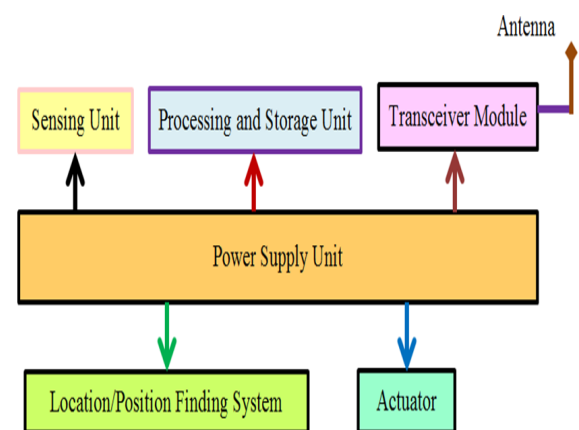 Antenna
Sensing Unit
Processing and Storage Unit
Transceiver Module
Power Supply Unit
Location/Position Finding System
Actuator